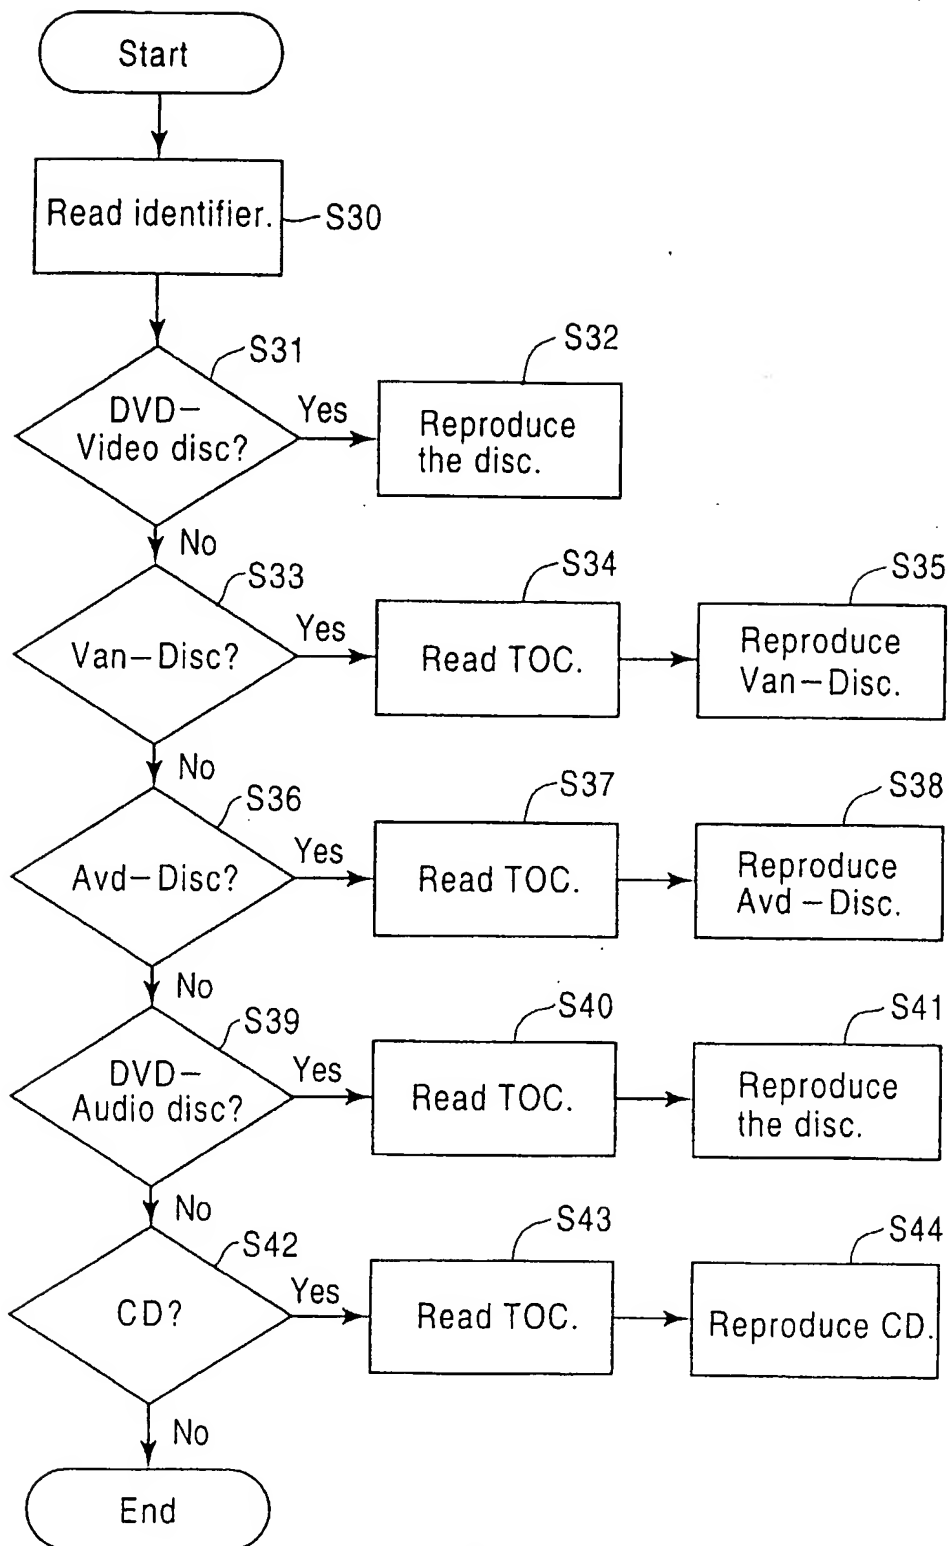 Start
Read identifier.
S30
S31
DVD–
Video disc?
Yes
S32
Reproduce
the disc.
No
S33
Van–Disc?
Yes
S34
Read TOC.
S35
Reproduce
Van–Disc.
No
S36
Avd–Disc?
Yes
S37
Read TOC.
S38
Reproduce
Avd –Disc.
No
S39
DVD–
Audio disc?
Yes
S40
Read TOC.
S41
Reproduce
the disc.
No
S42
CD?
Yes
S43
Read TOC.
S44
Reproduce CD.
No
End